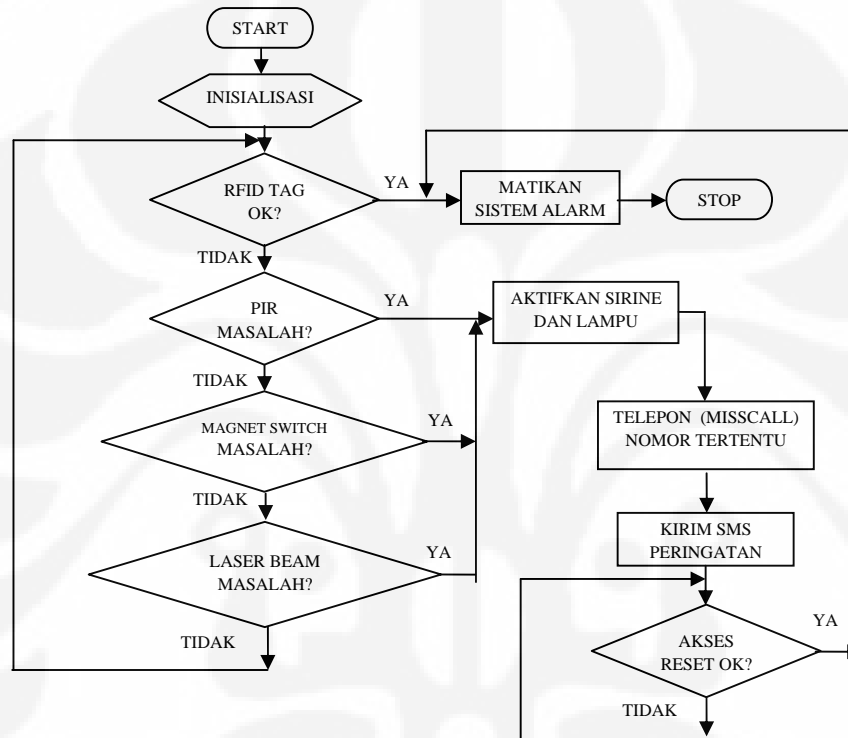 START
INISIALISASI
RFID TAG
OK?
YA
MATIKAN
SISTEM ALARM
STOP
TIDAK
PIR
MASALAH?
YA
AKTIFKAN SIRINE
DAN LAMPU
TIDAK
MAGNET SWITCH
MASALAH?
YA
TELEPON (MISSCALL)
NOMOR TERTENTU
TIDAK
LASER BEAM
MASALAH?
YA
KIRIM SMS
PERINGATAN
TIDAK
AKSES
RESET OK?
YA
TIDAK